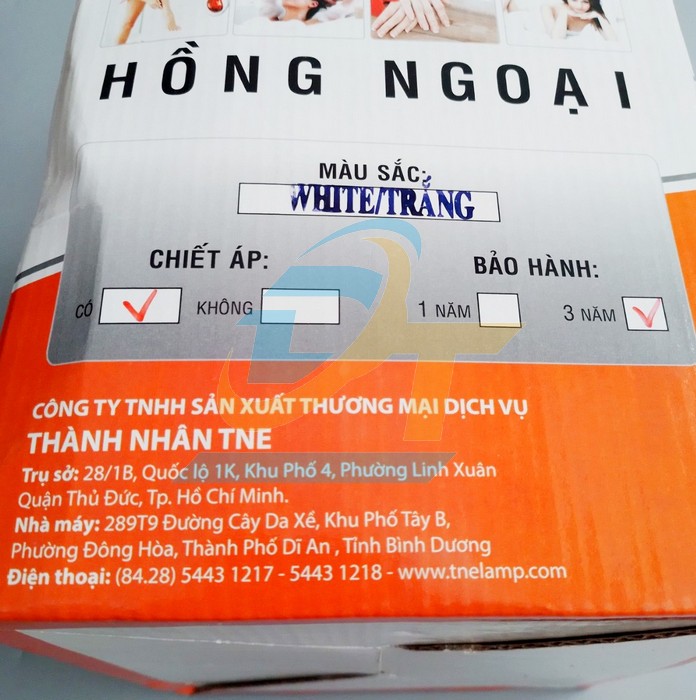 HỒNG NGOẠI
MÀU SẮC:
WHITE/TRẮNG
CHIẾT ÁP:
CÓ KHÔNG
BẢO HÀNH:
1 NĂM 3 NĂM
CÔNG TY TNHH SẢN XUẤT THƯƠNG MẠI DỊCH VỤ
THÀNH NHÂN TNE
Trụ sở: 28/1B, Quốc lộ 1K, Khu Phố 4, Phường Linh Xuân
Quận Thủ Đức, Tp. Hồ Chí Minh.
Nhà máy: 289T9 Đường Cây Da Xề, Khu Phố Tây B,
Phường Đông Hòa, Thành Phố Dĩ An , Tỉnh Bình Dương
Điện thoại: (84.28) 5443 1217 - 5443 1218 - www.tnelamp.com
DT